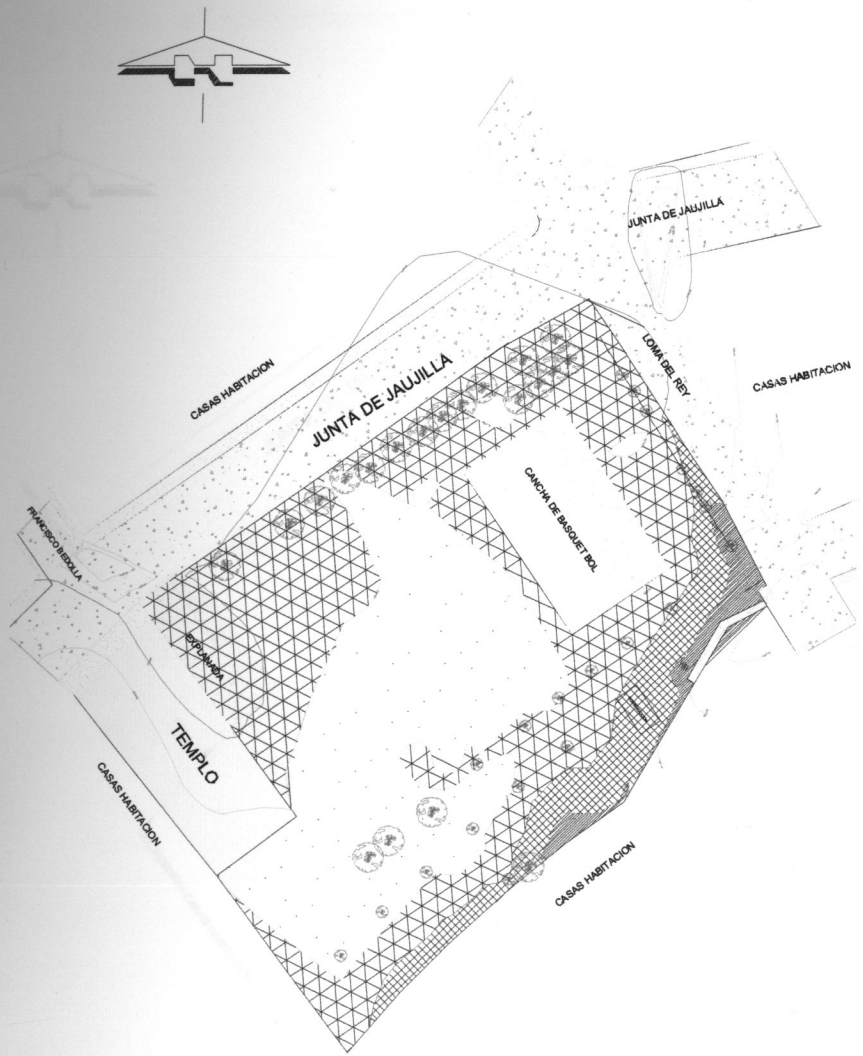 JUNTA DE JAUJILLA
CASAS HABITACION
JUNTA DE JAUJILLA
LOMA DEL REY
CASAS HABITACION
CANCHA DE BASQUET BOL
FRANCISCO BEDOLLA
EXPLANADA
TEMPLO
CASAS HABITACION
CASAS HABITACION